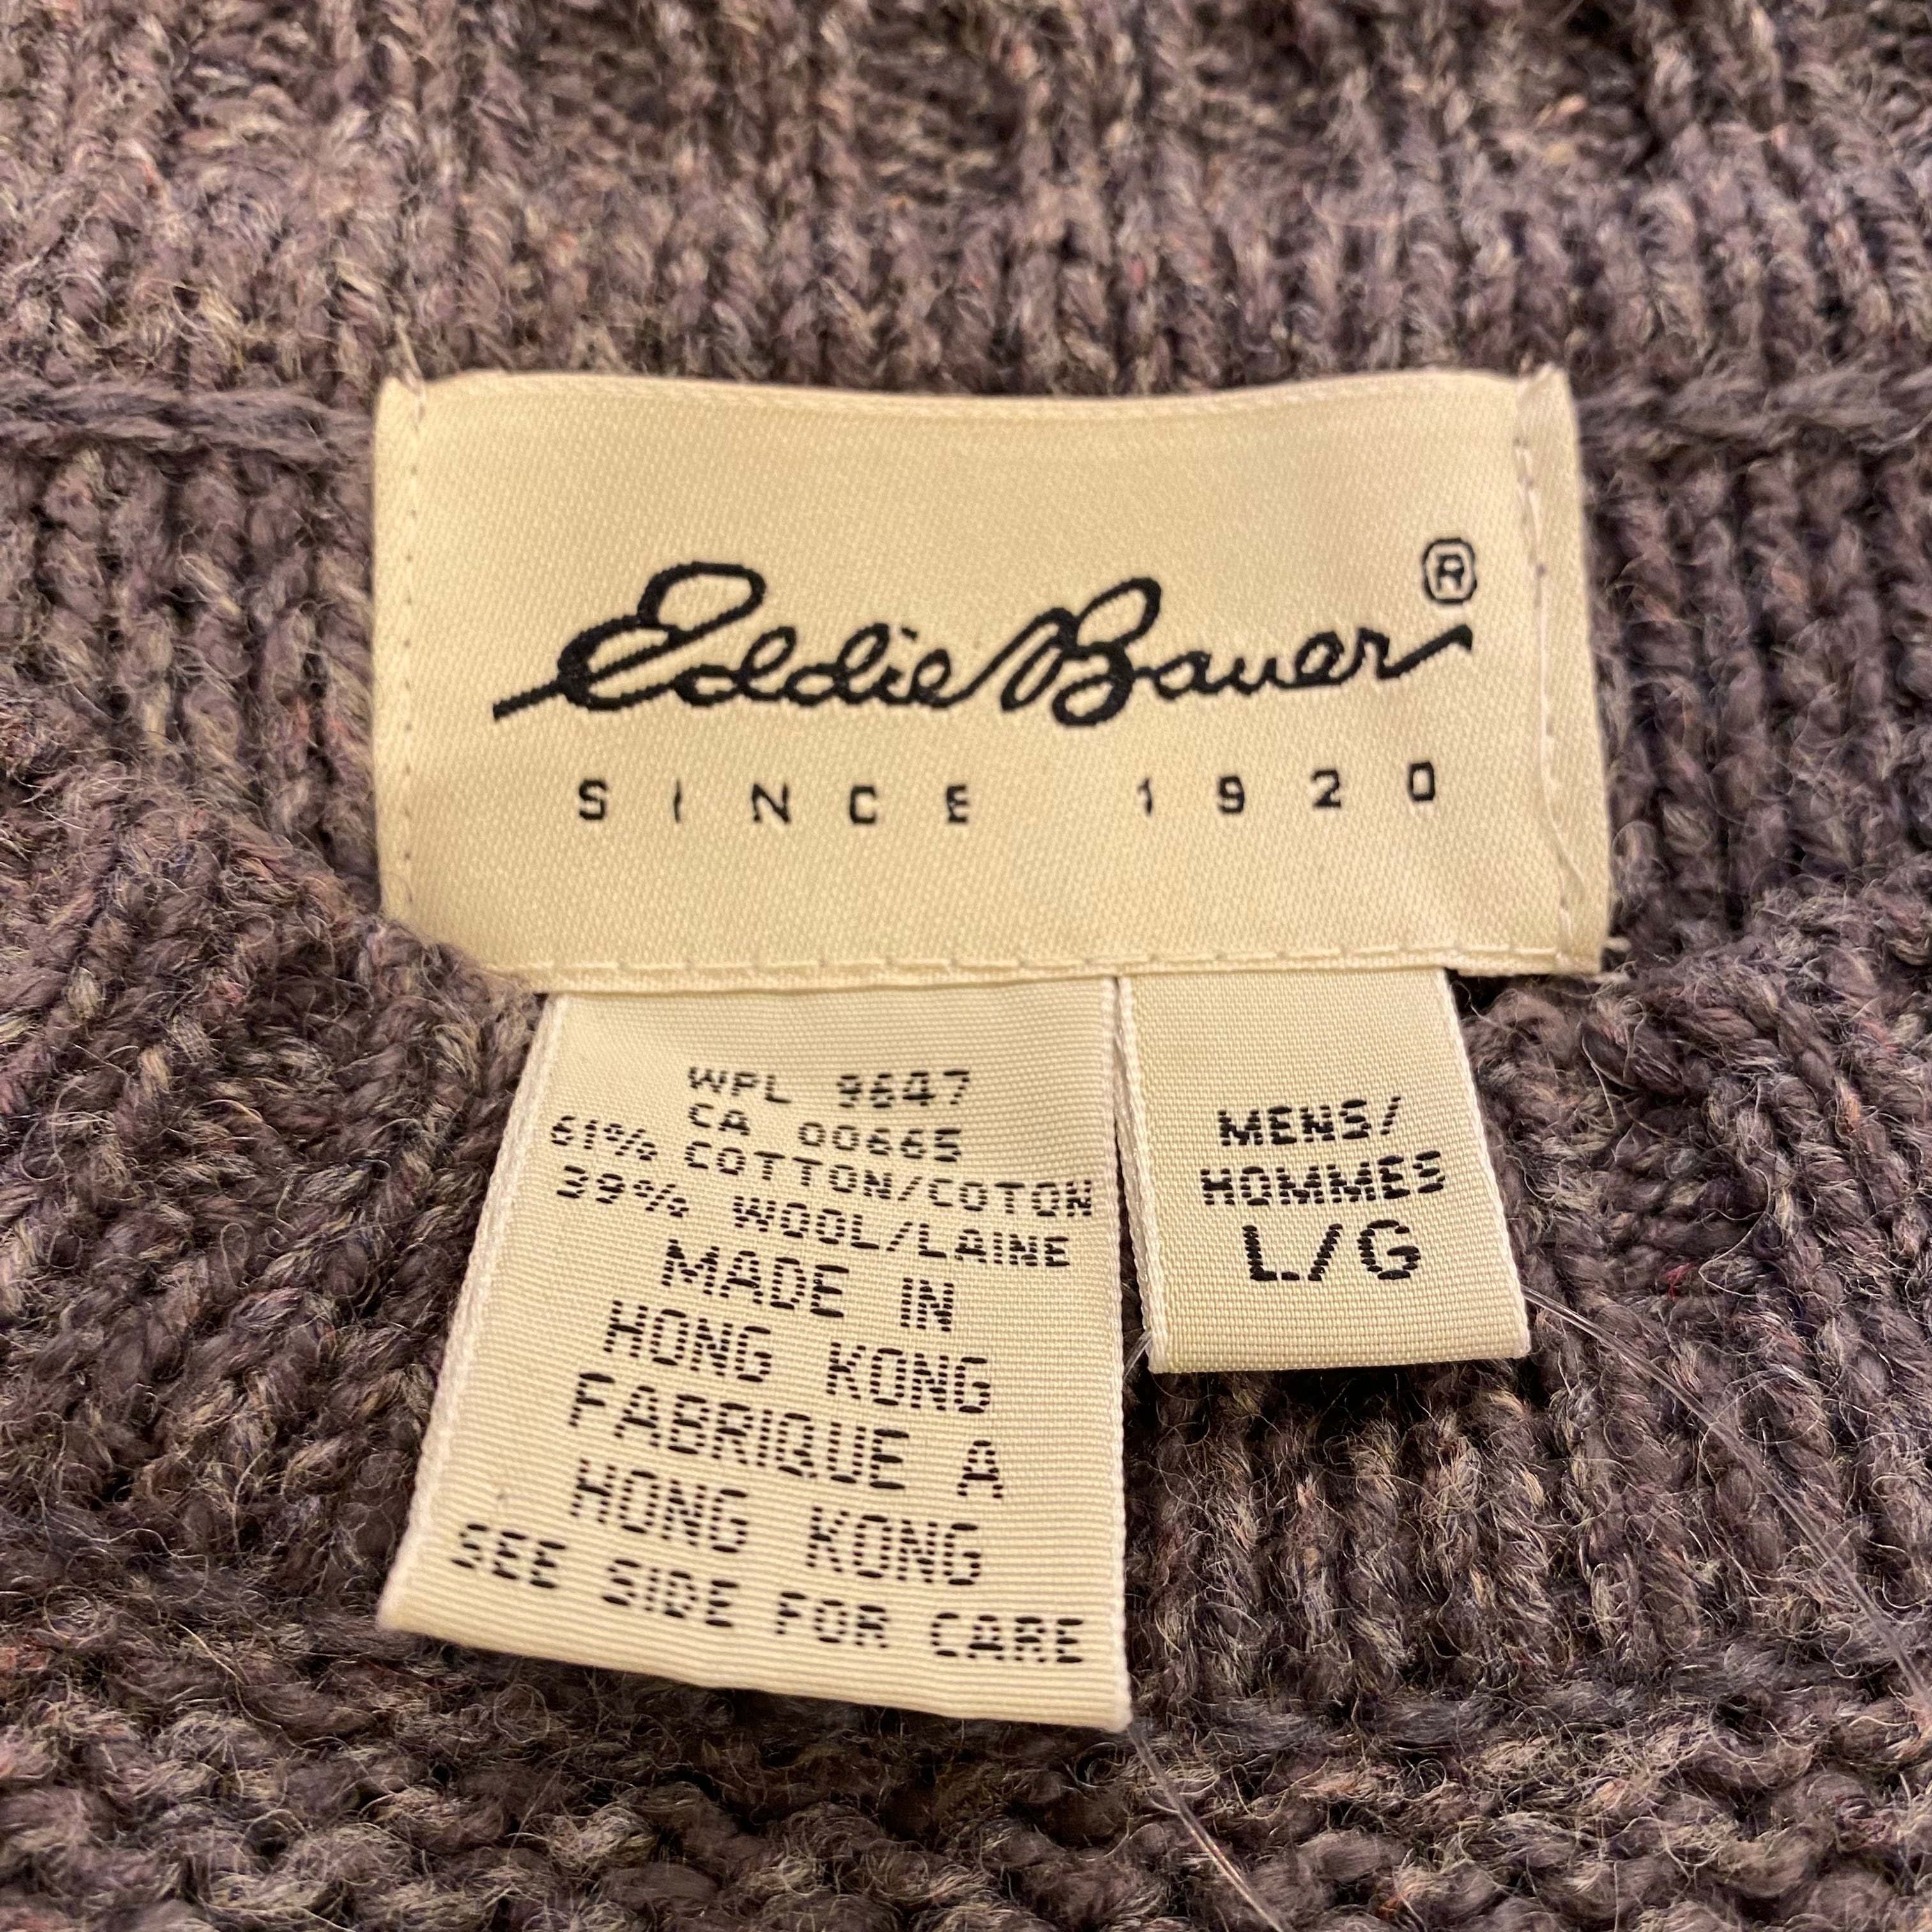 Eddie Bauer®
SINCE 1920
WPL 9647
CA 00665
61% COTTON/COTON
39% WOOL/LAINE
MADE IN
HONG KONG
FABRIQUE A
HONG KONG
SEE SIDE FOR CARE
MENS/
HOMMES
L/G